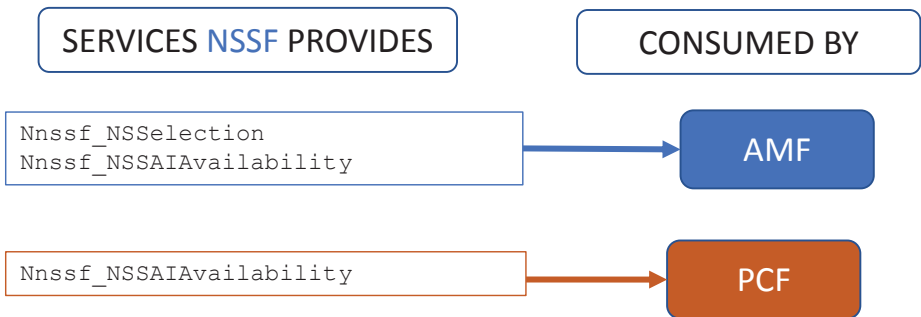 SERVICES NSSF PROVIDES
CONSUMED BY
Nnssf_NSSelection
Nnssf_NSSAIAvailability
AMF
Nnssf_NSSAIAvailability
PCF